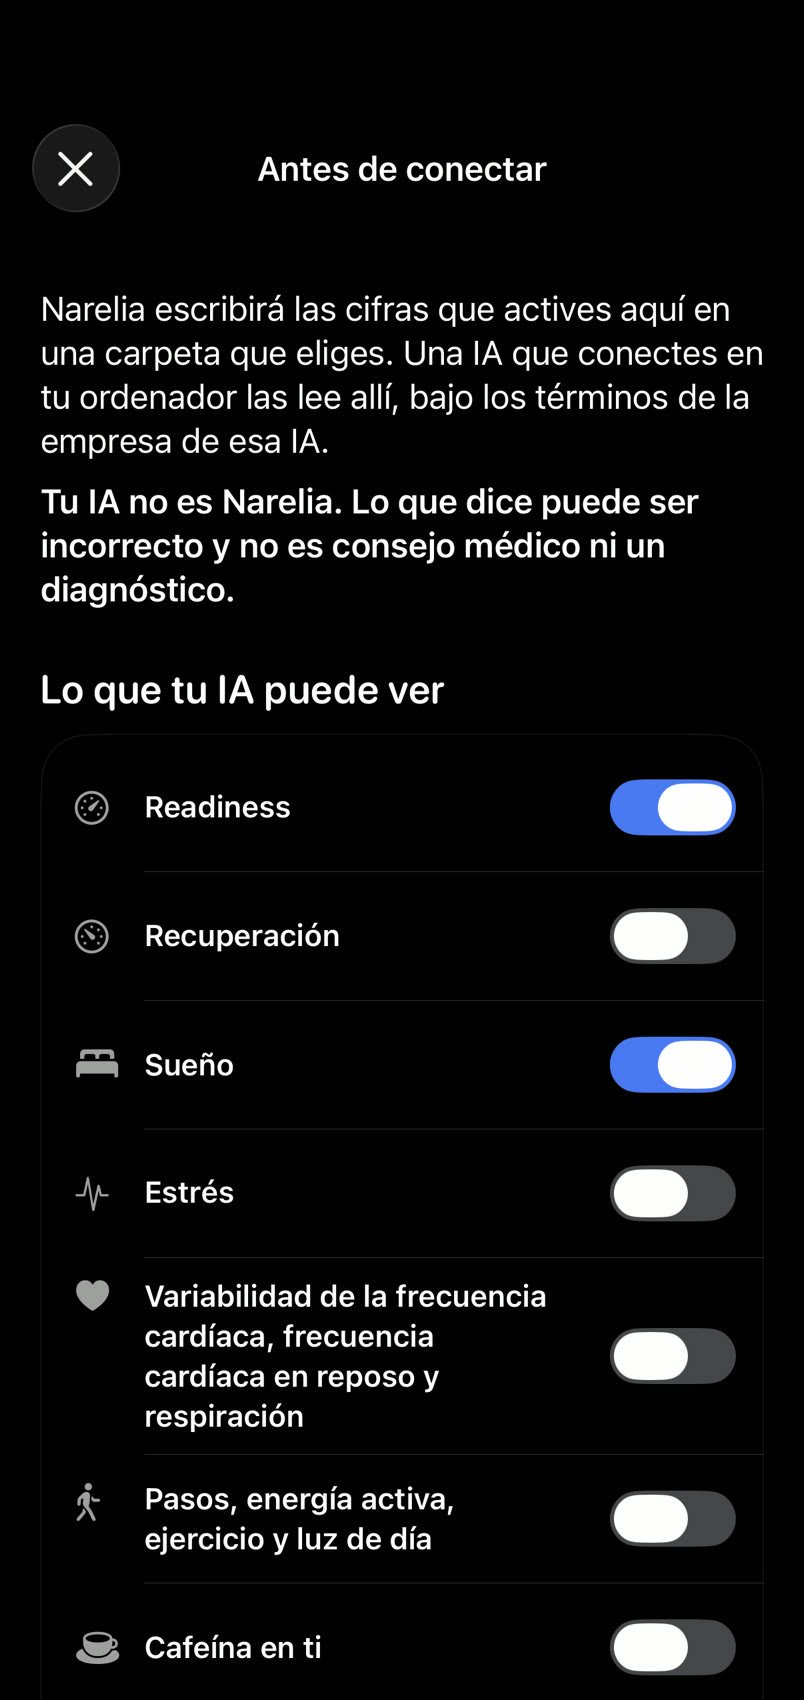 Antes de conectar
Narelia escribirá las cifras que actives aquí en
una carpeta que eliges. Una IA que conectes en
tu ordenador las lee allí, bajo los términos de la
empresa de esa IA.
Tu IA no es Narelia. Lo que dice puede ser
incorrecto y no es consejo médico ni un
diagnóstico.
Lo que tu IA puede ver
Readiness
Recuperación
Sueño
Estrés
Variabilidad de la frecuencia
cardíaca, frecuencia
cardíaca en reposo y
respiración
Pasos, energía activa,
ejercicio y luz de día
Cafeína en ti